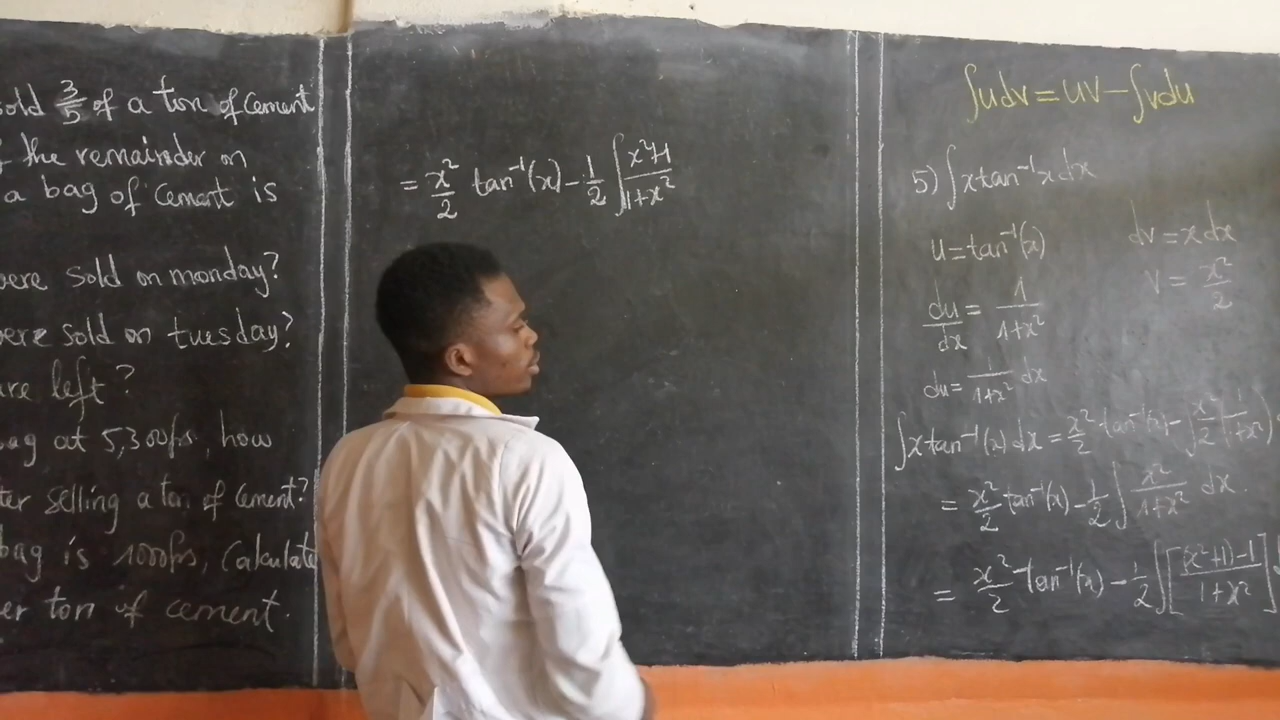 sold 3/5 of a ton of cement
the remainder on
a bag of cement is
were sold on monday?
were sold on tuesday?
are left?
bag at 5,300frs, how
ter selling a ton of cement?
bag is 1000frs, Calculate
er ton of cement.
= x²/2 tan⁻¹(x) - 1/2 ∫ x²+1/1+x²
∫udv = uv - ∫vdu
5) ∫x tan⁻¹x dx
u = tan⁻¹(x) dv = x dx
du/dx = 1/1+x² v = x²/2
du = 1/1+x² dx
∫x tan⁻¹(x) dx = x²/2 tan⁻¹(x) - ∫x²/2 (1/1+x²)
= x²/2 tan⁻¹(x) - 1/2 ∫ x²/1+x² dx.
= x²/2 tan⁻¹(x) - 1/2 ∫[(x²+1)-1/1+x²]